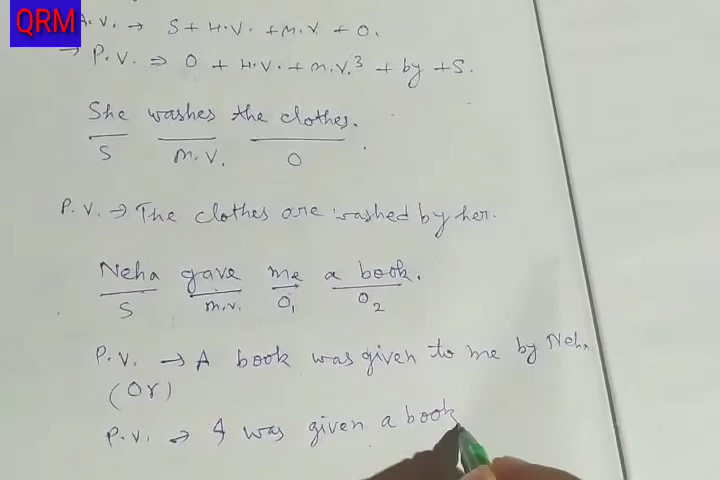 QRM
A.V. → S + H.V. + M.V + O.
→ P.V. ⇒ O + H.V. + m.V.³ + by + S.
She washes the clothes.
S m.V. O
P.V. → The clothes are washed by her.
Neha gave me a book.
S m.v. O₁ O₂
P.V. → A book was given to me by Neha
(Or)
P.V. → I was given a book